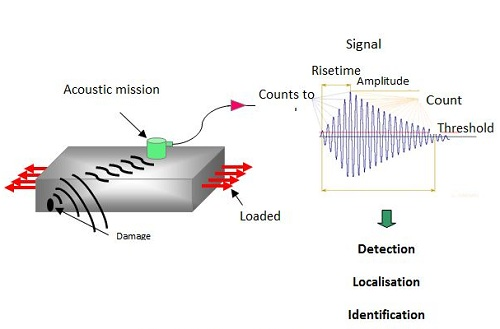 Signal
Risetime
Amplitude
Acoustic mission
Counts to
Count
Threshold
Loaded
Damage
Detection
Localisation
Identification